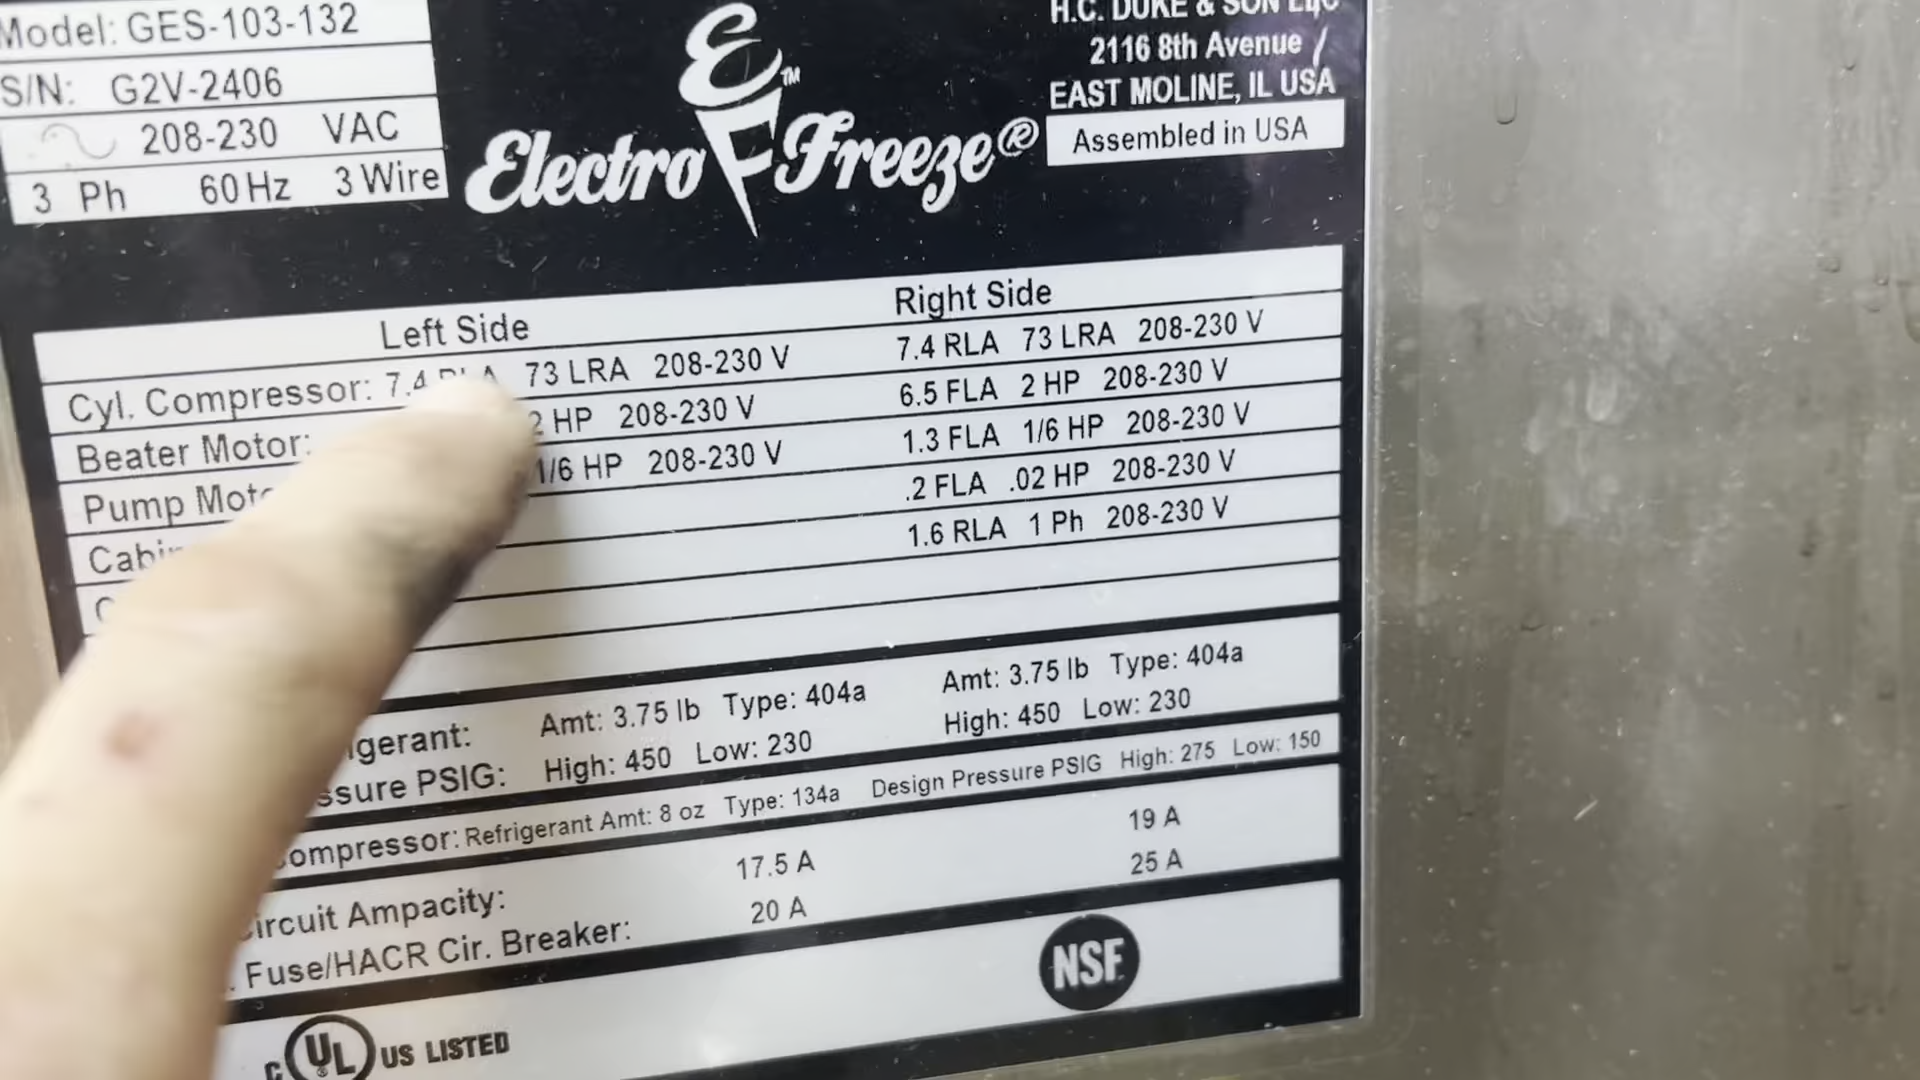 Model: GES-103-132
S/N: G2V-2406
208-230 VAC
3 Ph 60 Hz 3 Wire
E
F
TM
Electro Freeze®
H.C. DUKE & SON LLC
2116 8th Avenue
EAST MOLINE, IL USA
Assembled in USA
Left Side Right Side
Cyl. Compressor: 7.4 RLA 73 LRA 208-230 V 7.4 RLA 73 LRA 208-230 V
Beater Motor: 2 HP 208-230 V 6.5 FLA 2 HP 208-230 V
Pump 1/6 HP 208-230 V 1.3 FLA 1/6 HP 208-230 V
.2 FLA .02 HP 208-230 V
1.6 RLA 1 Ph 208-230 V
Amt: 3.75 lb Type: 404a Amt: 3.75 lb Type: 404a
PSIG: High: 450 Low: 230 High: 450 Low: 230
Refrigerant Amt: 8 oz Type: 134a Design Pressure PSIG High: 275 Low: 150
Ampacity: 17.5 A 19 A
Fuse/HACR Cir. Breaker: 20 A 25 A
NSF
C UL® US LISTED